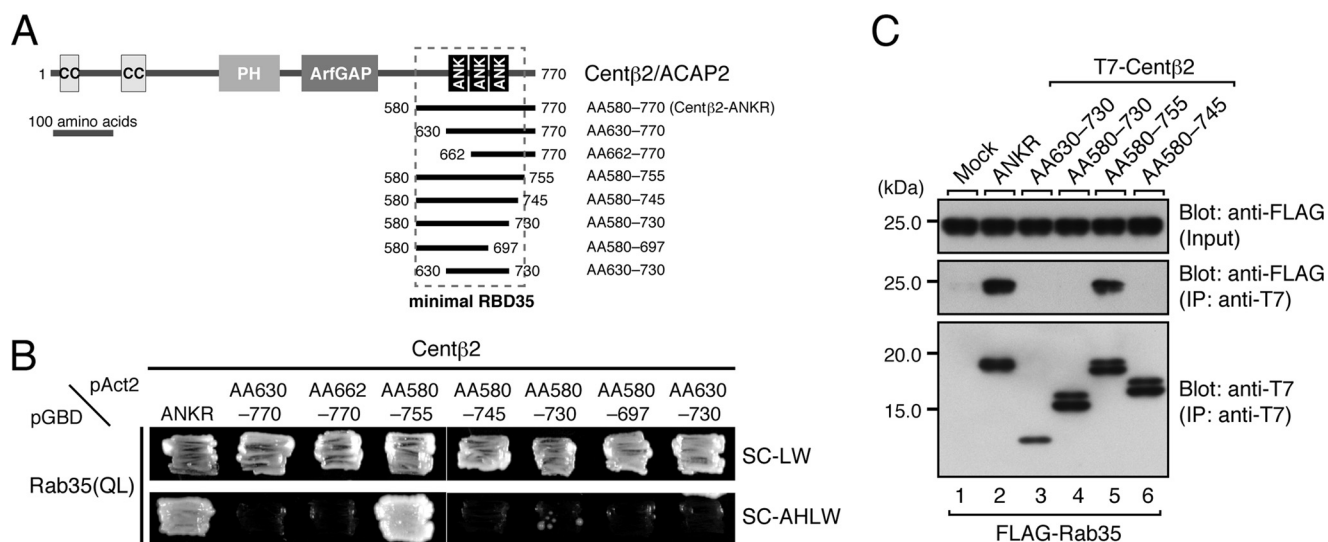 A
1 CC CC PH ArfGAP ANK ANK ANK 770 Centβ2/ACAP2
580 770 AA580–770 (Centβ2-ANKR)
100 amino acids
630 770 AA630–770
662 770 AA662–770
580 755 AA580–755
580 745 AA580–745
580 730 AA580–730
580 697 AA580–697
630 730 AA630–730
minimal RBD35
B
Centβ2
pAct2
pGBD
ANKR
AA630 –770
AA662 –770
AA580 –755
AA580 –745
AA580 –730
AA580 –697
AA630 –730
Rab35(QL)
SC-LW
SC-AHLW
C
T7-Centβ2
Mock
ANKR
AA630–730
AA580–730
AA580–755
AA580–745
(kDa)
25.0
Blot: anti-FLAG
(Input)
25.0
Blot: anti-FLAG
(IP: anti-T7)
20.0
15.0
Blot: anti-T7
(IP: anti-T7)
1 2 3 4 5 6
FLAG-Rab35